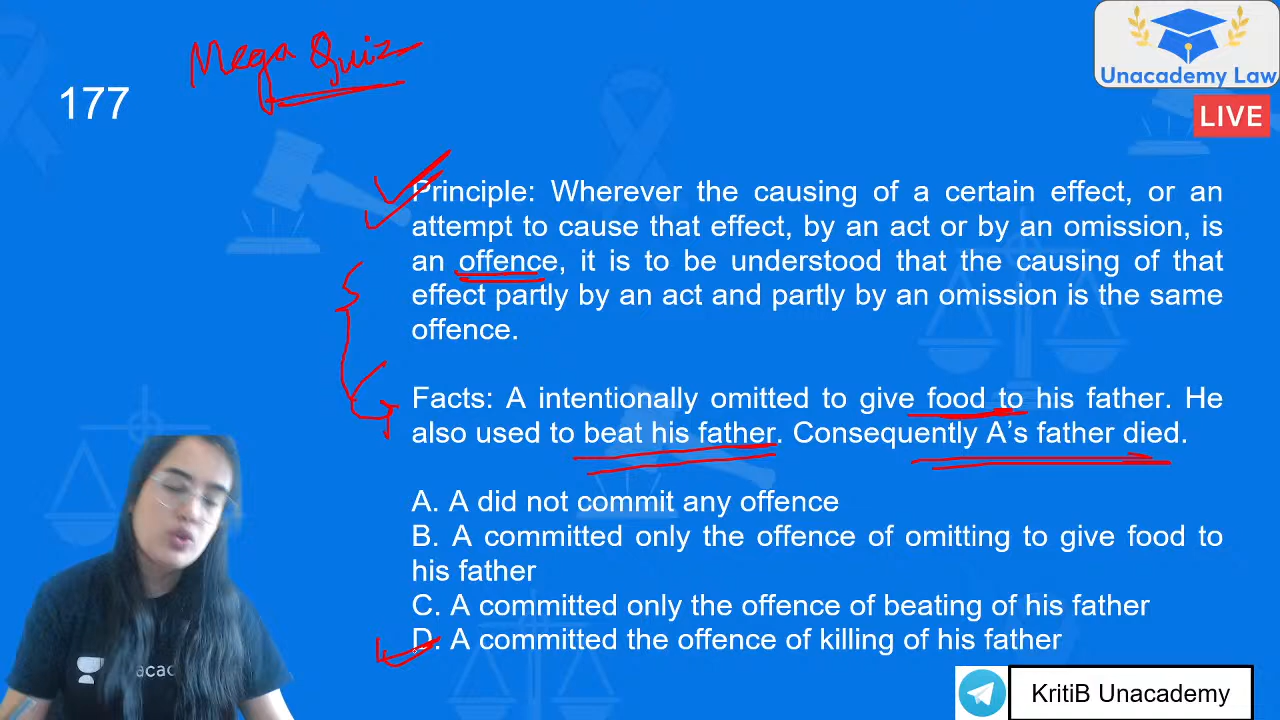 Mega Quiz
177
Unacademy Law
LIVE
Principle: Wherever the causing of a certain effect, or an
attempt to cause that effect, by an act or by an omission, is
an offence, it is to be understood that the causing of that
effect partly by an act and partly by an omission is the same
offence.
Facts: A intentionally omitted to give food to his father. He
also used to beat his father. Consequently A’s father died.
A. A did not commit any offence
B. A committed only the offence of omitting to give food to
his father
C. A committed only the offence of beating of his father
D. A committed the offence of killing of his father
unacad
KritiB Unacademy